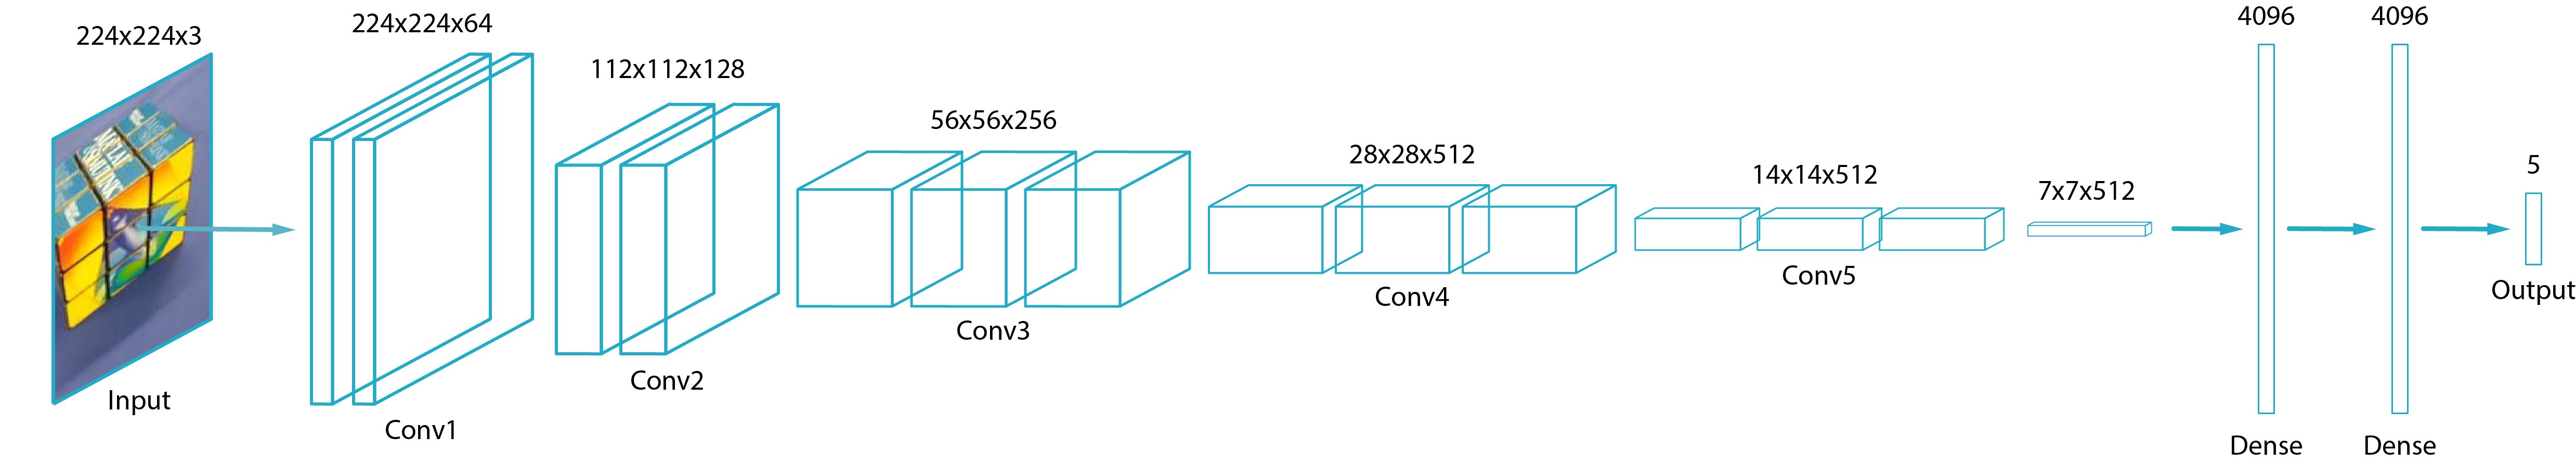 224x224x3
Input
224x224x64
Conv1
112x112x128
Conv2
56x56x256
Conv3
28x28x512
Conv4
14x14x512
Conv5
7x7x512
4096
Dense
4096
Dense
5
Output